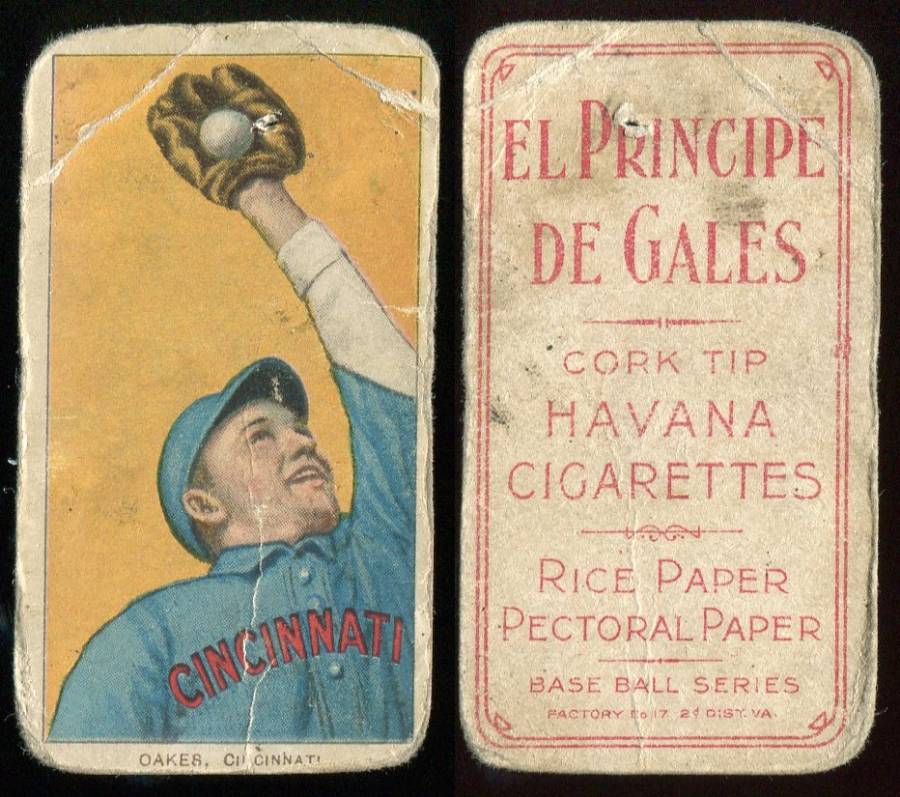 CINCINNATI
OAKES, CINCINNATI
EL PRINCIPE
DE GALES
CORK TIP
HAVANA
CIGARETTES
RICE PAPER
PECTORAL PAPER
BASE BALL SERIES
FACTORY No 17 2d DIST. VA.